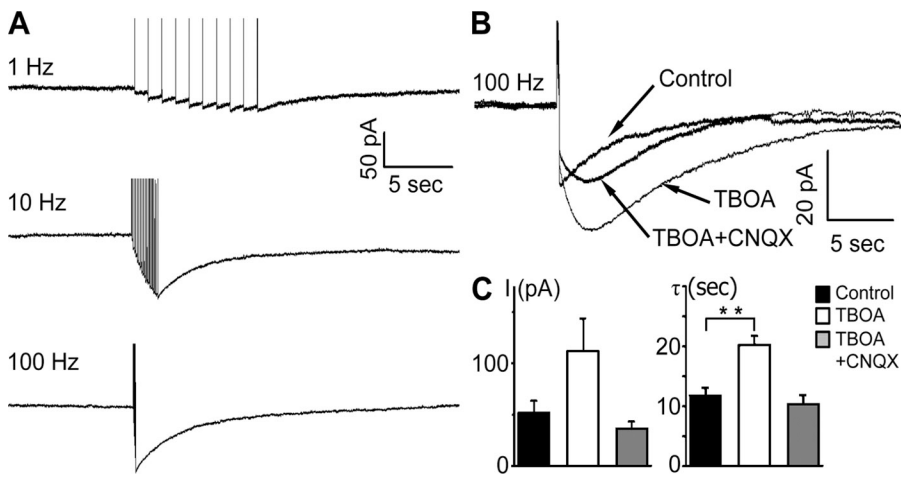 A
1 Hz
50 pA
5 sec
10 Hz
100 Hz
B
100 Hz
Control
TBOA
TBOA+CNQX
20 pA
5 sec
C
I (pA)
100
0
τ (sec)
**
20
10
0
Control
TBOA
TBOA
+CNQX